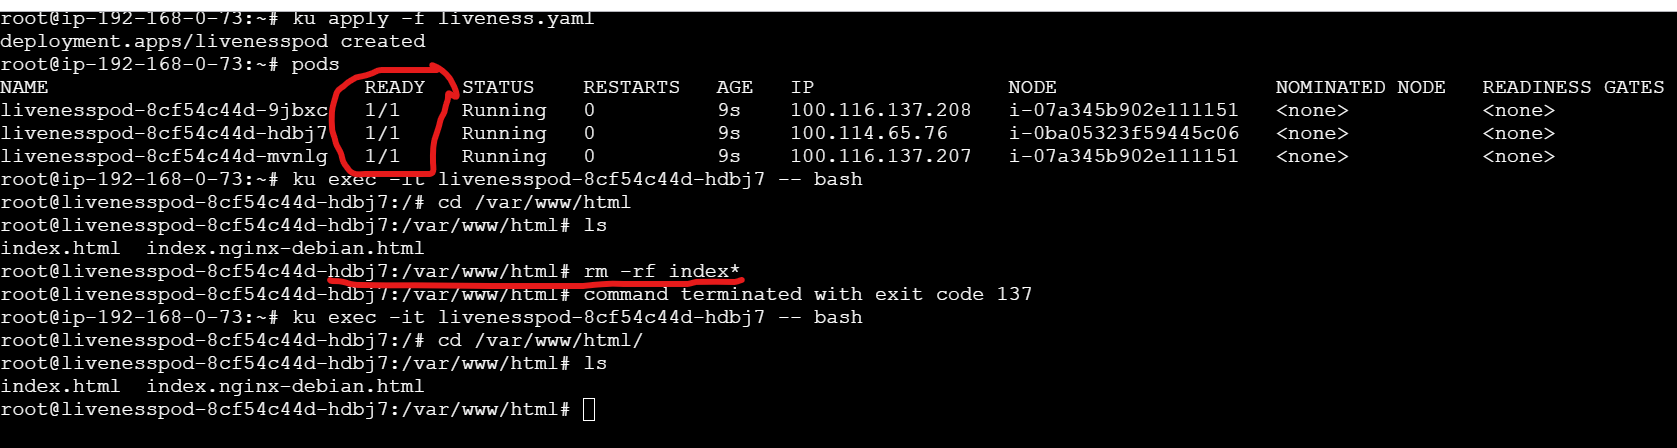 root@ip-192-168-0-73:~# ku apply -f liveness.yaml
deployment.apps/livenesspod created
root@ip-192-168-0-73:~# pods
NAME READY STATUS RESTARTS AGE IP NODE NOMINATED NODE READINESS GATES
livenesspod-8cf54c44d-9jbxc 1/1 Running 0 9s 100.116.137.208 i-07a345b902e111151 <none> <none>
livenesspod-8cf54c44d-hdbj7 1/1 Running 0 9s 100.114.65.76 i-0ba05323f59445c06 <none> <none>
livenesspod-8cf54c44d-mvnlg 1/1 Running 0 9s 100.116.137.207 i-07a345b902e111151 <none> <none>
root@ip-192-168-0-73:~# ku exec -it livenesspod-8cf54c44d-hdbj7 -- bash
root@livenesspod-8cf54c44d-hdbj7:/# cd /var/www/html
root@livenesspod-8cf54c44d-hdbj7:/var/www/html# ls
index.html index.nginx-debian.html
root@livenesspod-8cf54c44d-hdbj7:/var/www/html# rm -rf index*
root@livenesspod-8cf54c44d-hdbj7:/var/www/html# command terminated with exit code 137
root@ip-192-168-0-73:~# ku exec -it livenesspod-8cf54c44d-hdbj7 -- bash
root@livenesspod-8cf54c44d-hdbj7:/# cd /var/www/html/
root@livenesspod-8cf54c44d-hdbj7:/var/www/html# ls
index.html index.nginx-debian.html
root@livenesspod-8cf54c44d-hdbj7:/var/www/html#